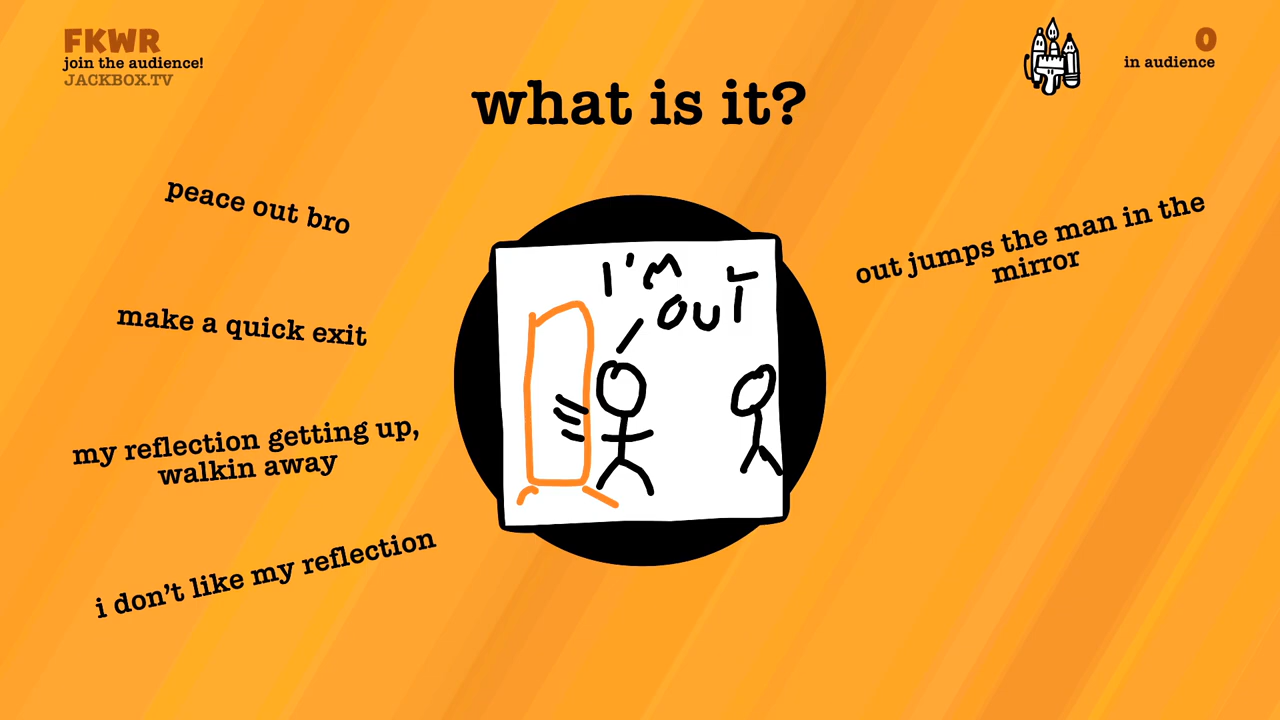 FKWR
join the audience!
JACKBOX.TV
0
in audience
what is it?
peace out bro
make a quick exit
my reflection getting up,
walkin away
i don't like my reflection
I'M
OUT
out jumps the man in the
mirror